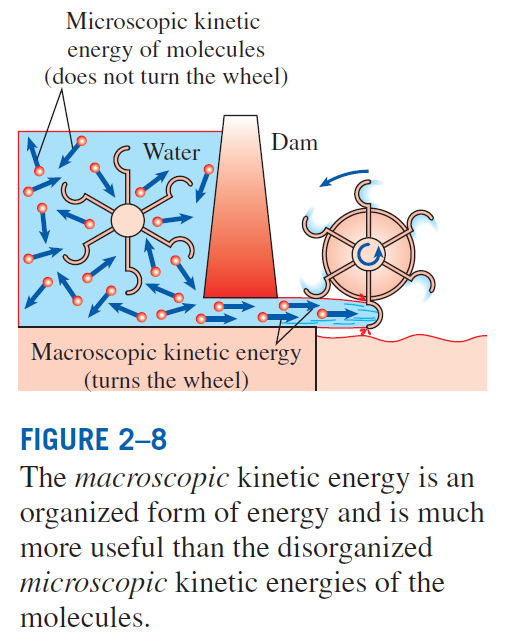 Microscopic kinetic
energy of molecules
(does not turn the wheel)
Water
Dam
Macroscopic kinetic energy
(turns the wheel)
FIGURE 2–8
The macroscopic kinetic energy is an
organized form of energy and is much
more useful than the disorganized
microscopic kinetic energies of the
molecules.